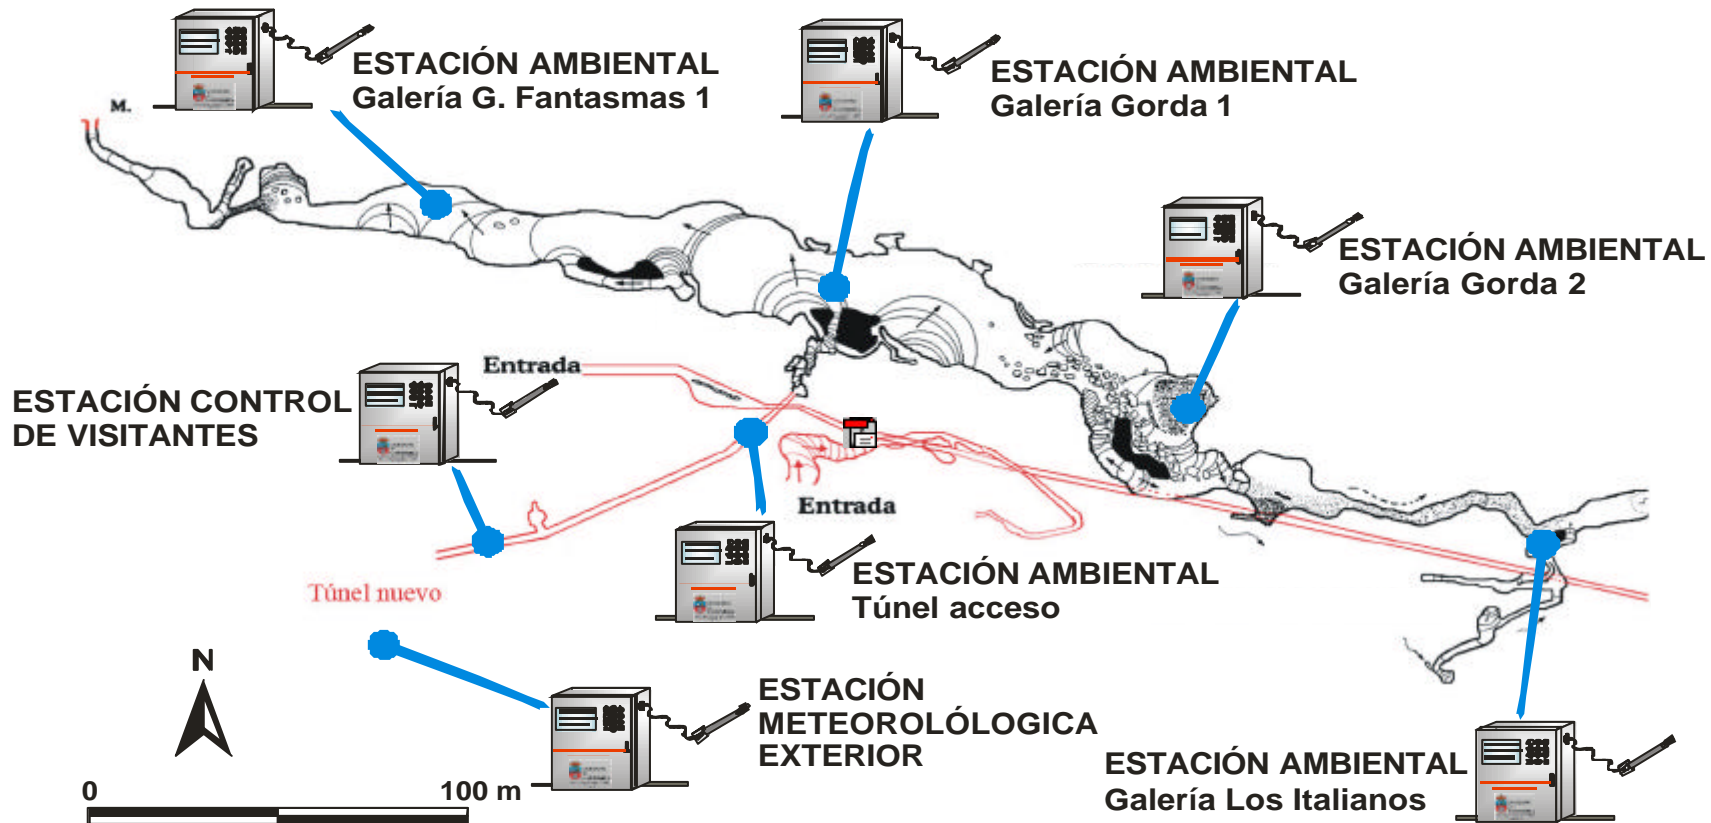 ESTACIÓN AMBIENTAL
Galería G. Fantasmas 1
ESTACIÓN AMBIENTAL
Galería Gorda 1
M.
ESTACIÓN AMBIENTAL
Galería Gorda 2
Entrada
ESTACIÓN CONTROL
DE VISITANTES
Entrada
ESTACIÓN AMBIENTAL
Túnel acceso
Túnel nuevo
N
ESTACIÓN
METEOROLÓLOGICA
EXTERIOR
ESTACIÓN AMBIENTAL
Galería Los Italianos
0 100 m